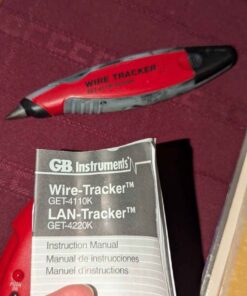 WIRE TRACKER
GB Instruments
Wire-Tracker™
GET-4110K
LAN-Tracker™
GET-4220K
Instruction Manual
Manual de instrucciones
Manuel d'instructions